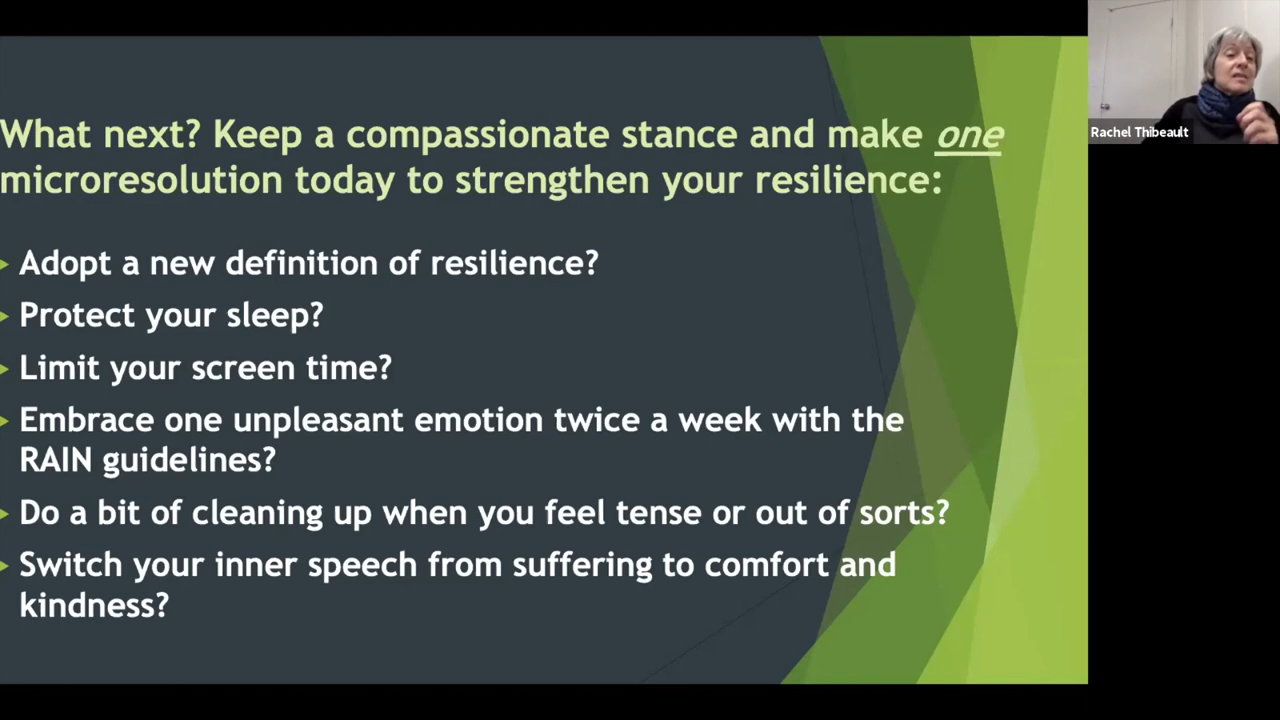 What next? Keep a compassionate stance and make one
microresolution today to strengthen your resilience:
Adopt a new definition of resilience?
Protect your sleep?
Limit your screen time?
Embrace one unpleasant emotion twice a week with the
RAIN guidelines?
Do a bit of cleaning up when you feel tense or out of sorts?
Switch your inner speech from suffering to comfort and
kindness?
Rachel Thibeault